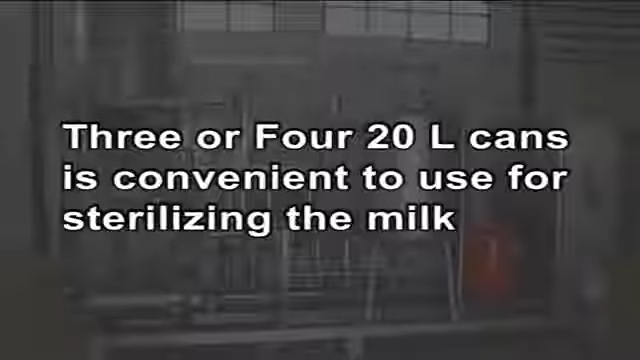 Three or Four 20 L cans
is convenient to use for
sterilizing the milk